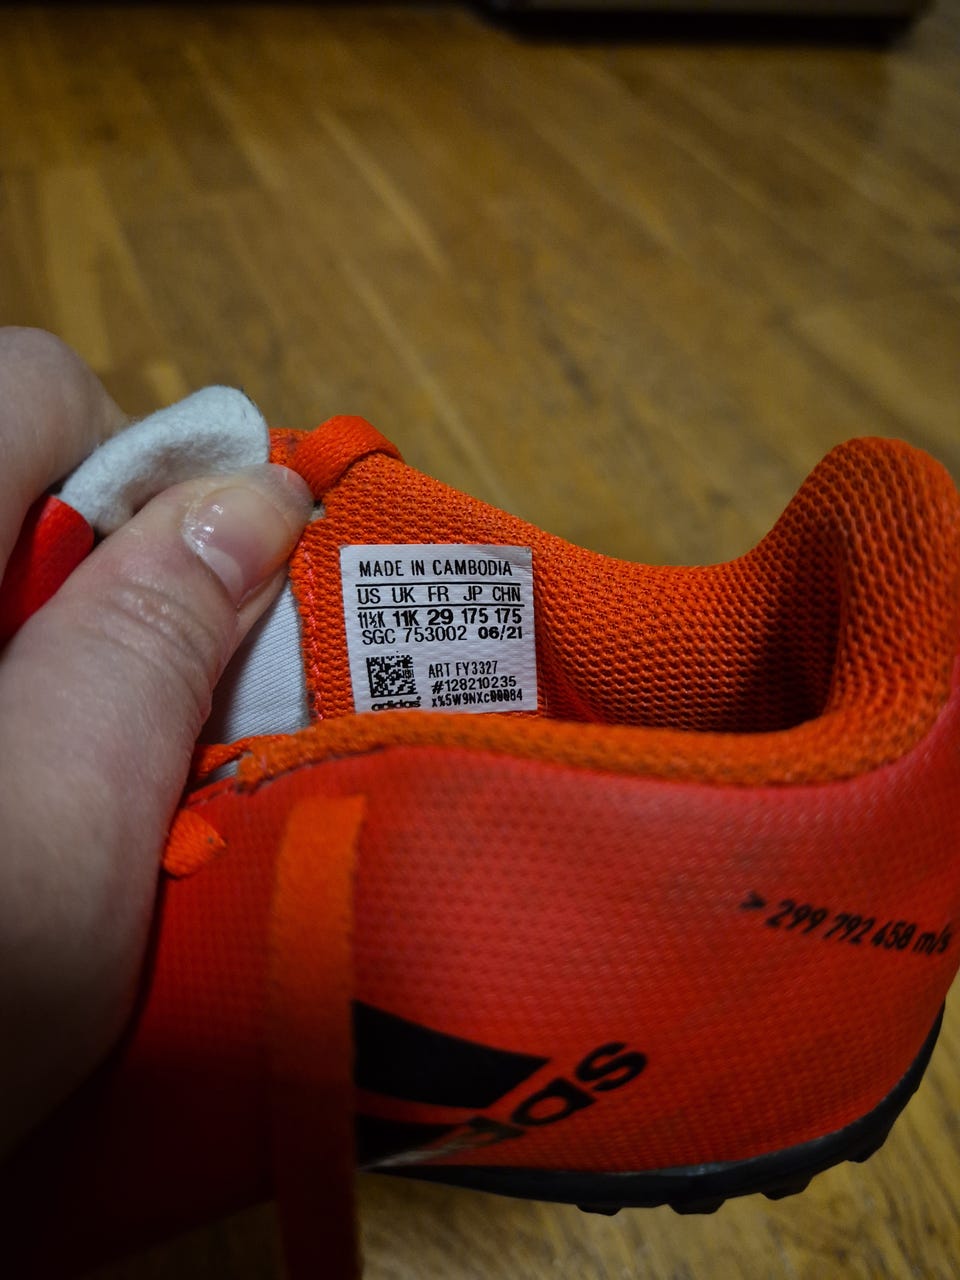 MADE IN CAMBODIA
US UK FR JP CHN
11½K 11K 29 175 175
SGC 753002 06/21
ART FY3327
#128210235
adidas® x%5W9NXc00084
> 299 792 458 m/s
adidas